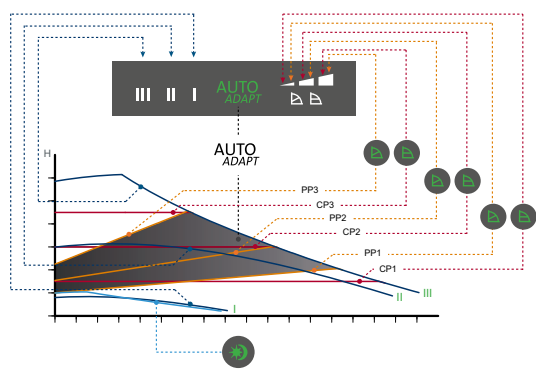 III II I AUTO
ADAPT
AUTO
ADAPT
H
PP3
CP3
PP2
CP2
PP1
CP1
III
II
I